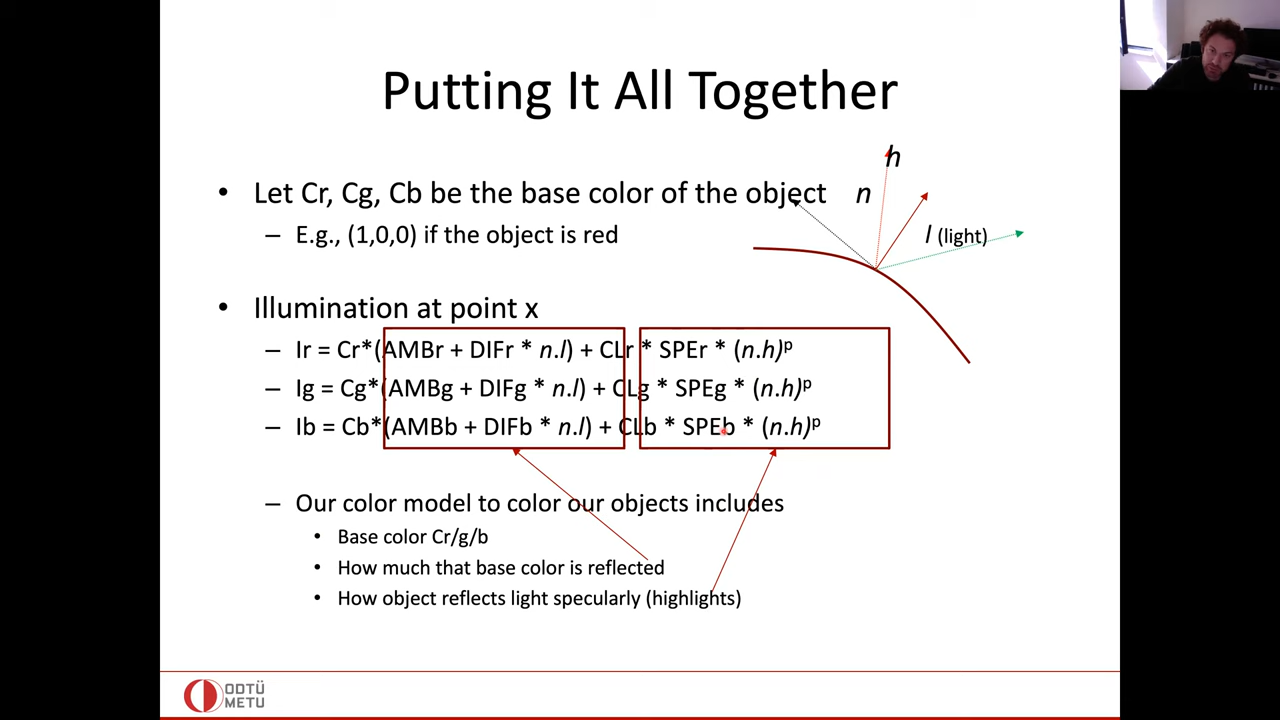 Putting It All Together
h
• Let Cr, Cg, Cb be the base color of the object
n
– E.g., (1,0,0) if the object is red
l (light)
• Illumination at point x
– Ir = Cr*(AMBr + DIFr * n.l) + CLr * SPEr * (n.h)ᵖ
– Ig = Cg*(AMBg + DIFg * n.l) + CLg * SPEg * (n.h)ᵖ
– Ib = Cb*(AMBb + DIFb * n.l) + CLb * SPEb * (n.h)ᵖ
– Our color model to color our objects includes
• Base color Cr/g/b
• How much that base color is reflected
• How object reflects light specularly (highlights)
ODTÜ
METU